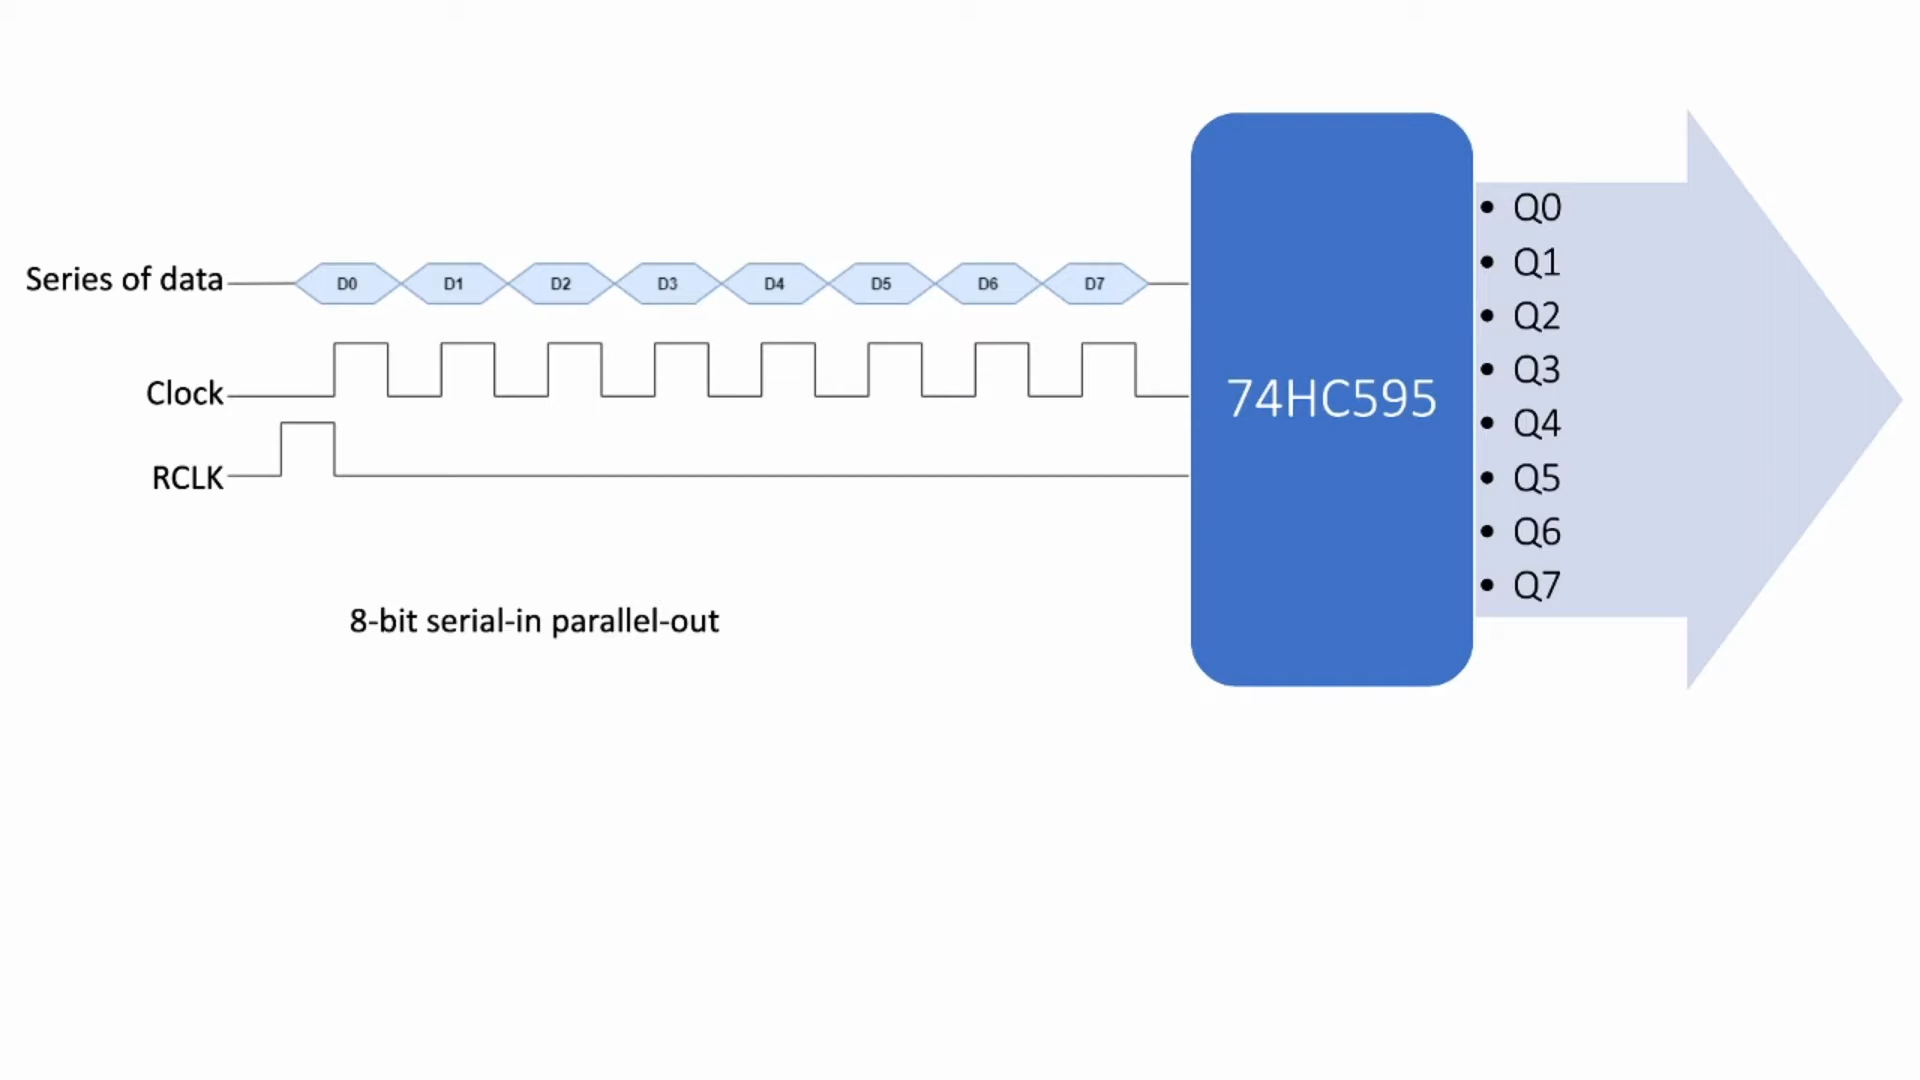 Series of data
D0 D1 D2 D3 D4 D5 D6 D7
Clock
RCLK
8-bit serial-in parallel-out
74HC595
• Q0
• Q1
• Q2
• Q3
• Q4
• Q5
• Q6
• Q7